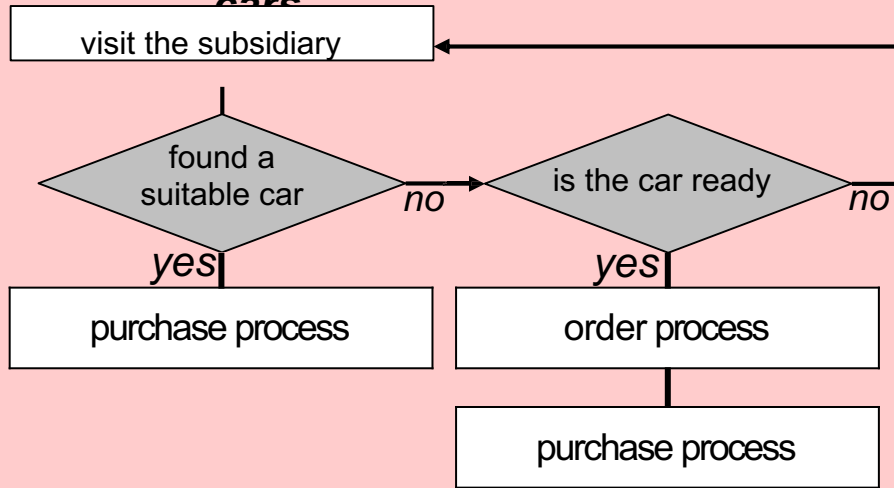 cars
visit the subsidiary
found a
suitable car
no
is the car ready
no
yes
yes
purchase process
order process
purchase process